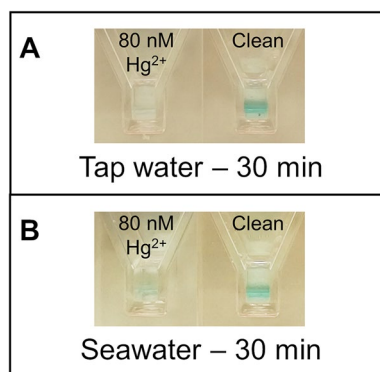 A
80 nM Clean
Hg²⁺
Tap water – 30 min
B
80 nM Clean
Hg²⁺
Seawater – 30 min